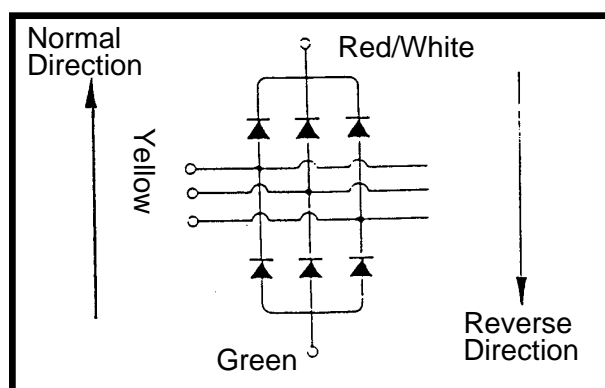 Normal
Direction
Red/White
Yellow
Green
Reverse
Direction